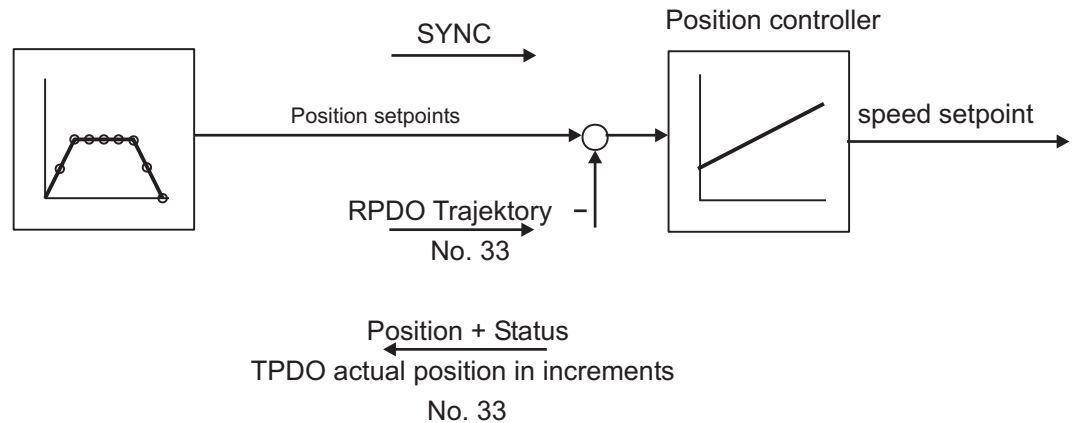 Position controller
SYNC
Position setpoints
speed setpoint
RPDO Trajektory
–
No. 33
Position + Status
TPDO actual position in increments
No. 33